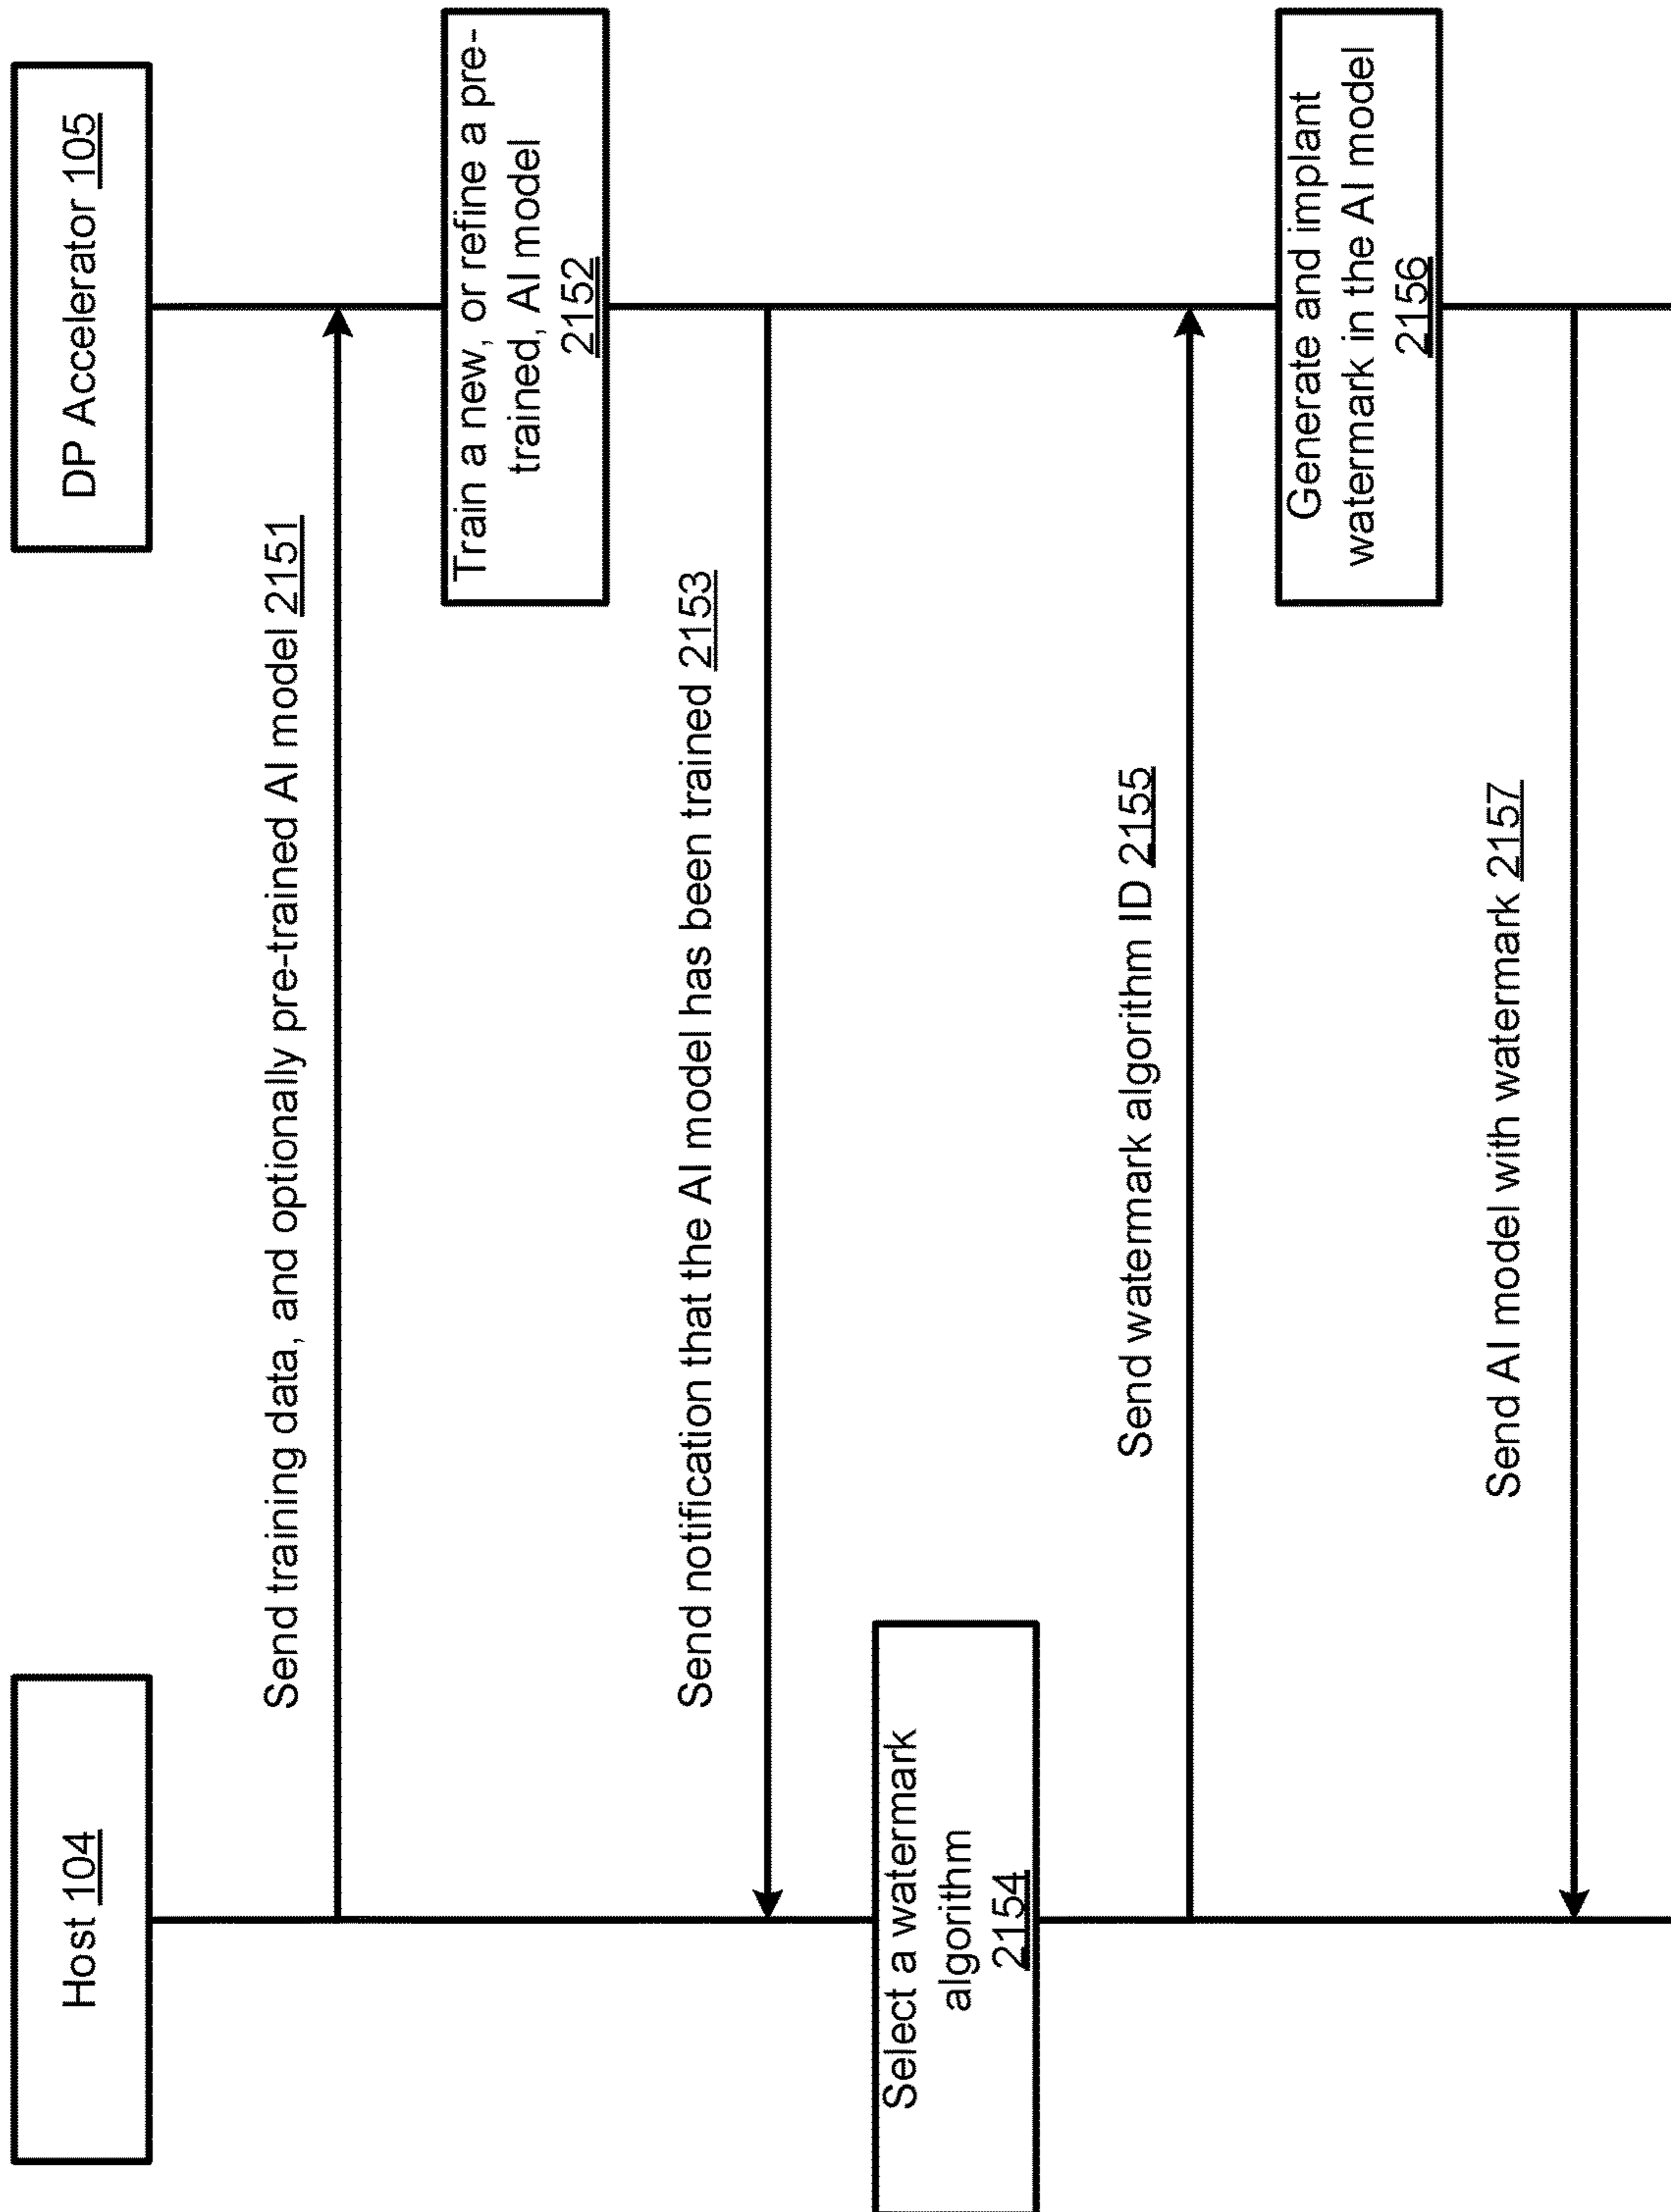 Host 104
DP Accelerator 105
Send training data, and optionally pre-trained AI model 2151
Train a new, or refine a pre-
trained, AI model
2152
Send notification that the AI model has been trained 2153
Select a watermark
algorithm
2154
Send watermark algorithm ID 2155
Generate and implant
watermark in the AI model
2156
Send AI model with watermark 2157